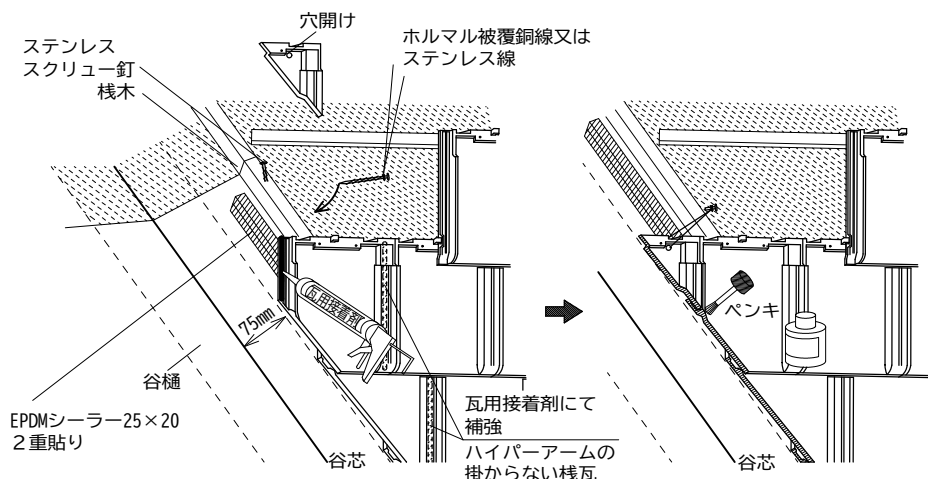 穴開け
ステンレス
スクリュー釘
桟木
ホルマル被覆銅線又は
ステンレス線
瓦用接着剤
75mm
谷樋
EPDMシーラー25×20
２重貼り
谷芯
瓦用接着剤にて
補強
ハイパーアームの
掛からない桟瓦
ペンキ
谷芯